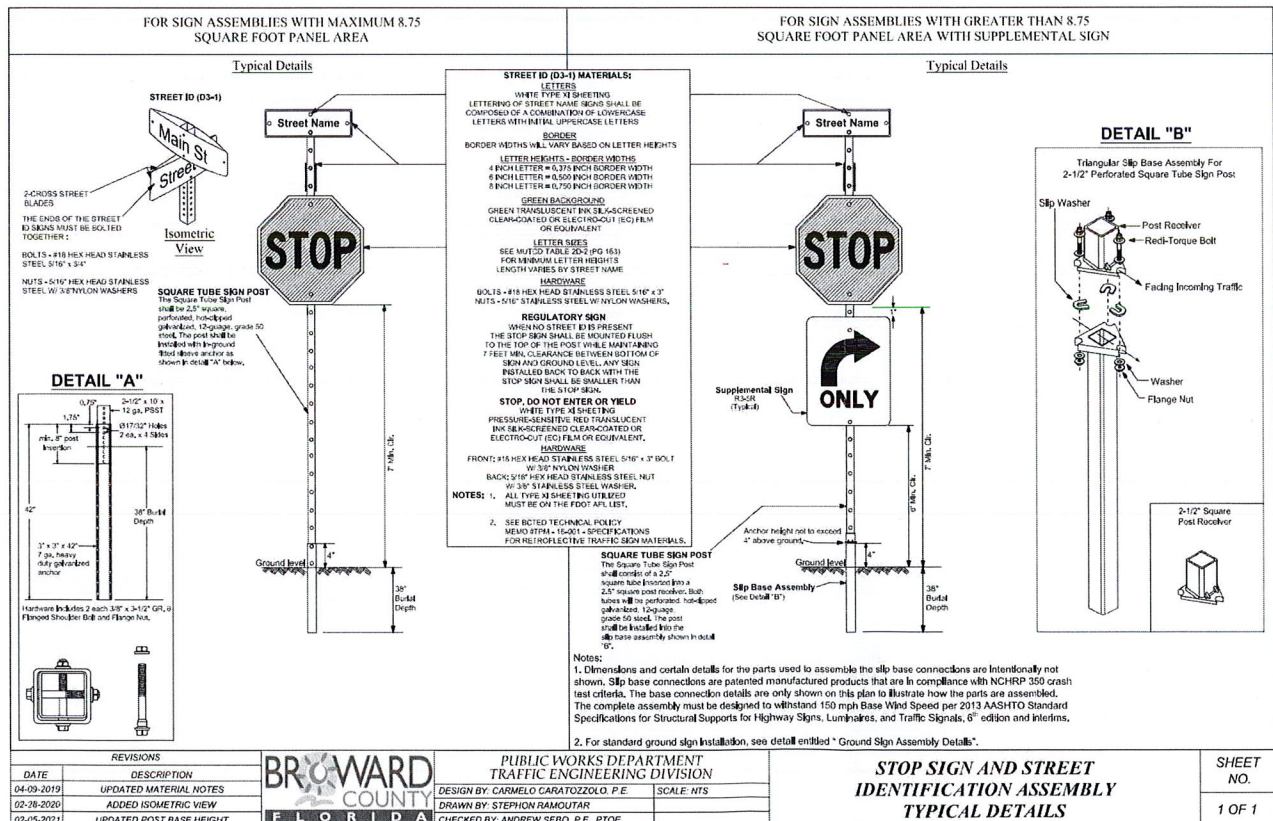 FOR SIGN ASSEMBLIES WITH MAXIMUM 8.75
SQUARE FOOT PANEL AREA
Typical Details
STREET ID (D3-1)
Main St
Street
2-CROSS STREET
BLADES
THE ENDS OF THE STREET
ID SIGNS MUST BE BOLTED
TOGETHER :
BOLTS - #18 HEX HEAD STAINLESS
STEEL 5/16" x 3/4"
NUTS - 5/16" HEX HEAD STAINLESS
STEEL W/ 3/8"NYLON WASHERS
Isometric
View
Street Name
STOP
SQUARE TUBE SIGN POST
The Square Tube Sign Post
shall be 2.5" square,
perforated, hot-dipped
galvanized, 12-guage, grade 50
steel. The post shall be
installed with in-ground
fitted sleeve anchor as
shown in detail "A" below.
7' Min. Clr.
4"
Ground level
38"
Burial
Depth
DETAIL "A"
0.75"
2-1/2" x 10' x
12 ga. PSST
1.75"
Ø17/32" Holes
2 ea. x 4 Sides
min. 8" post
insertion
42"
38" Burial
Depth
3" x 3" x 42"
7 ga. heavy
duty galvanized
anchor
Hardware includes 2 each 3/8" x 3-1/2" GR. 8
Flanged Shoulder Bolt and Flange Nut.
STREET ID (D3-1) MATERIALS:
LETTERS
WHITE TYPE XI SHEETING
LETTERING OF STREET NAME SIGNS SHALL BE
COMPOSED OF A COMBINATION OF LOWERCASE
LETTERS WITH INITIAL UPPERCASE LETTERS
BORDER
BORDER WIDTHS WILL VARY BASED ON LETTER HEIGHTS
LETTER HEIGHTS - BORDER WIDTHS
4 INCH LETTER = 0.375 INCH BORDER WIDTH
6 INCH LETTER = 0.500 INCH BORDER WIDTH
8 INCH LETTER = 0.750 INCH BORDER WIDTH
GREEN BACKGROUND
GREEN TRANSLUCENT INK SILK-SCREENED
CLEAR-COATED OR ELECTRO-CUT (EC) FILM
OR EQUIVALENT
LETTER SIZES
SEE MUTCD TABLE 2D-2 (PG 163)
FOR MINIMUM LETTER HEIGHTS
LENGTH VARIES BY STREET NAME
HARDWARE
BOLTS - #18 HEX HEAD STAINLESS STEEL 5/16" x 3"
NUTS - 5/16" STAINLESS STEEL W/ NYLON WASHERS.
REGULATORY SIGN
WHEN NO STREET ID IS PRESENT
THE STOP SIGN SHALL BE MOUNTED FLUSH
TO THE TOP OF THE POST WHILE MAINTAINING
7 FEET MIN. CLEARANCE BETWEEN BOTTOM OF
SIGN AND GROUND LEVEL. ANY SIGN
INSTALLED BACK TO BACK WITH THE
STOP SIGN SHALL BE SMALLER THAN
THE STOP SIGN.
STOP, DO NOT ENTER OR YIELD
WHITE TYPE XI SHEETING
PRESSURE-SENSITIVE RED TRANSLUCENT
INK SILK-SCREENED CLEAR-COATED OR
ELECTRO-CUT (EC) FILM OR EQUIVALENT.
HARDWARE
FRONT: #18 HEX HEAD STAINLESS STEEL 5/16" x 3" BOLT
W/ 3/8" NYLON WASHER
BACK: 5/16" HEX HEAD STAINLESS STEEL NUT
W/ 3/8" STAINLESS STEEL WASHER.
NOTES: 1. ALL TYPE XI SHEETING UTILIZED
MUST BE ON THE FDOT APL LIST.
2. SEE BCTED TECHNICAL POLICY
MEMO #TPM - 16-001 - SPECIFICATIONS
FOR RETROFLECTIVE TRAFFIC SIGN MATERIALS.
FOR SIGN ASSEMBLIES WITH GREATER THAN 8.75
SQUARE FOOT PANEL AREA WITH SUPPLEMENTAL SIGN
Typical Details
Street Name
STOP
1"
ONLY
Supplemental Sign
R3-5R
(Typical)
7' Min. Clr.
6' Min. Clr.
Anchor height not to exceed
4" above ground.
4"
Ground level
SQUARE TUBE SIGN POST
The Square Tube Sign Post
shall consist of a 2.5"
square tube inserted into a
2.5" square post receiver. Both
tubes will be perforated, hot-dipped
galvanized, 12-guage,
grade 50 steel. The post
shall be installed into the
slip base assembly shown in detail
"B".
Slip Base Assembly
(See Detail "B")
38"
Burial
Depth
DETAIL "B"
Triangular Slip Base Assembly For
2-1/2" Perforated Square Tube Sign Post
Slip Washer
Post Receiver
Redi-Torque Bolt
Facing Incoming Traffic
Washer
Flange Nut
2-1/2" Square
Post Receiver
Notes:
1. Dimensions and certain details for the parts used to assemble the slip base connections are intentionally not
shown. Slip base connections are patented manufactured products that are in compliance with NCHRP 350 crash
test criteria. The base connection details are only shown on this plan to illustrate how the parts are assembled.
The complete assembly must be designed to withstand 150 mph Base Wind Speed per 2013 AASHTO Standard
Specifications for Structural Supports for Highway Signs, Luminaires, and Traffic Signals, 6th edition and interims.
2. For standard ground sign installation, see detail entitled " Ground Sign Assembly Details".
REVISIONS
DATE DESCRIPTION
04-09-2019 UPDATED MATERIAL NOTES
02-28-2020 ADDED ISOMETRIC VIEW
02-05-2021 UPDATED POST BASE HEIGHT
BROWARD
COUNTY
FLORIDA
PUBLIC WORKS DEPARTMENT
TRAFFIC ENGINEERING DIVISION
DESIGN BY: CARMELO CARATOZZOLO, P.E. SCALE: NTS
DRAWN BY: STEPHON RAMOUTAR
CHECKED BY: ANDREW SEBO, P.E., PTOE
STOP SIGN AND STREET
IDENTIFICATION ASSEMBLY
TYPICAL DETAILS
SHEET
NO.
1 OF 1